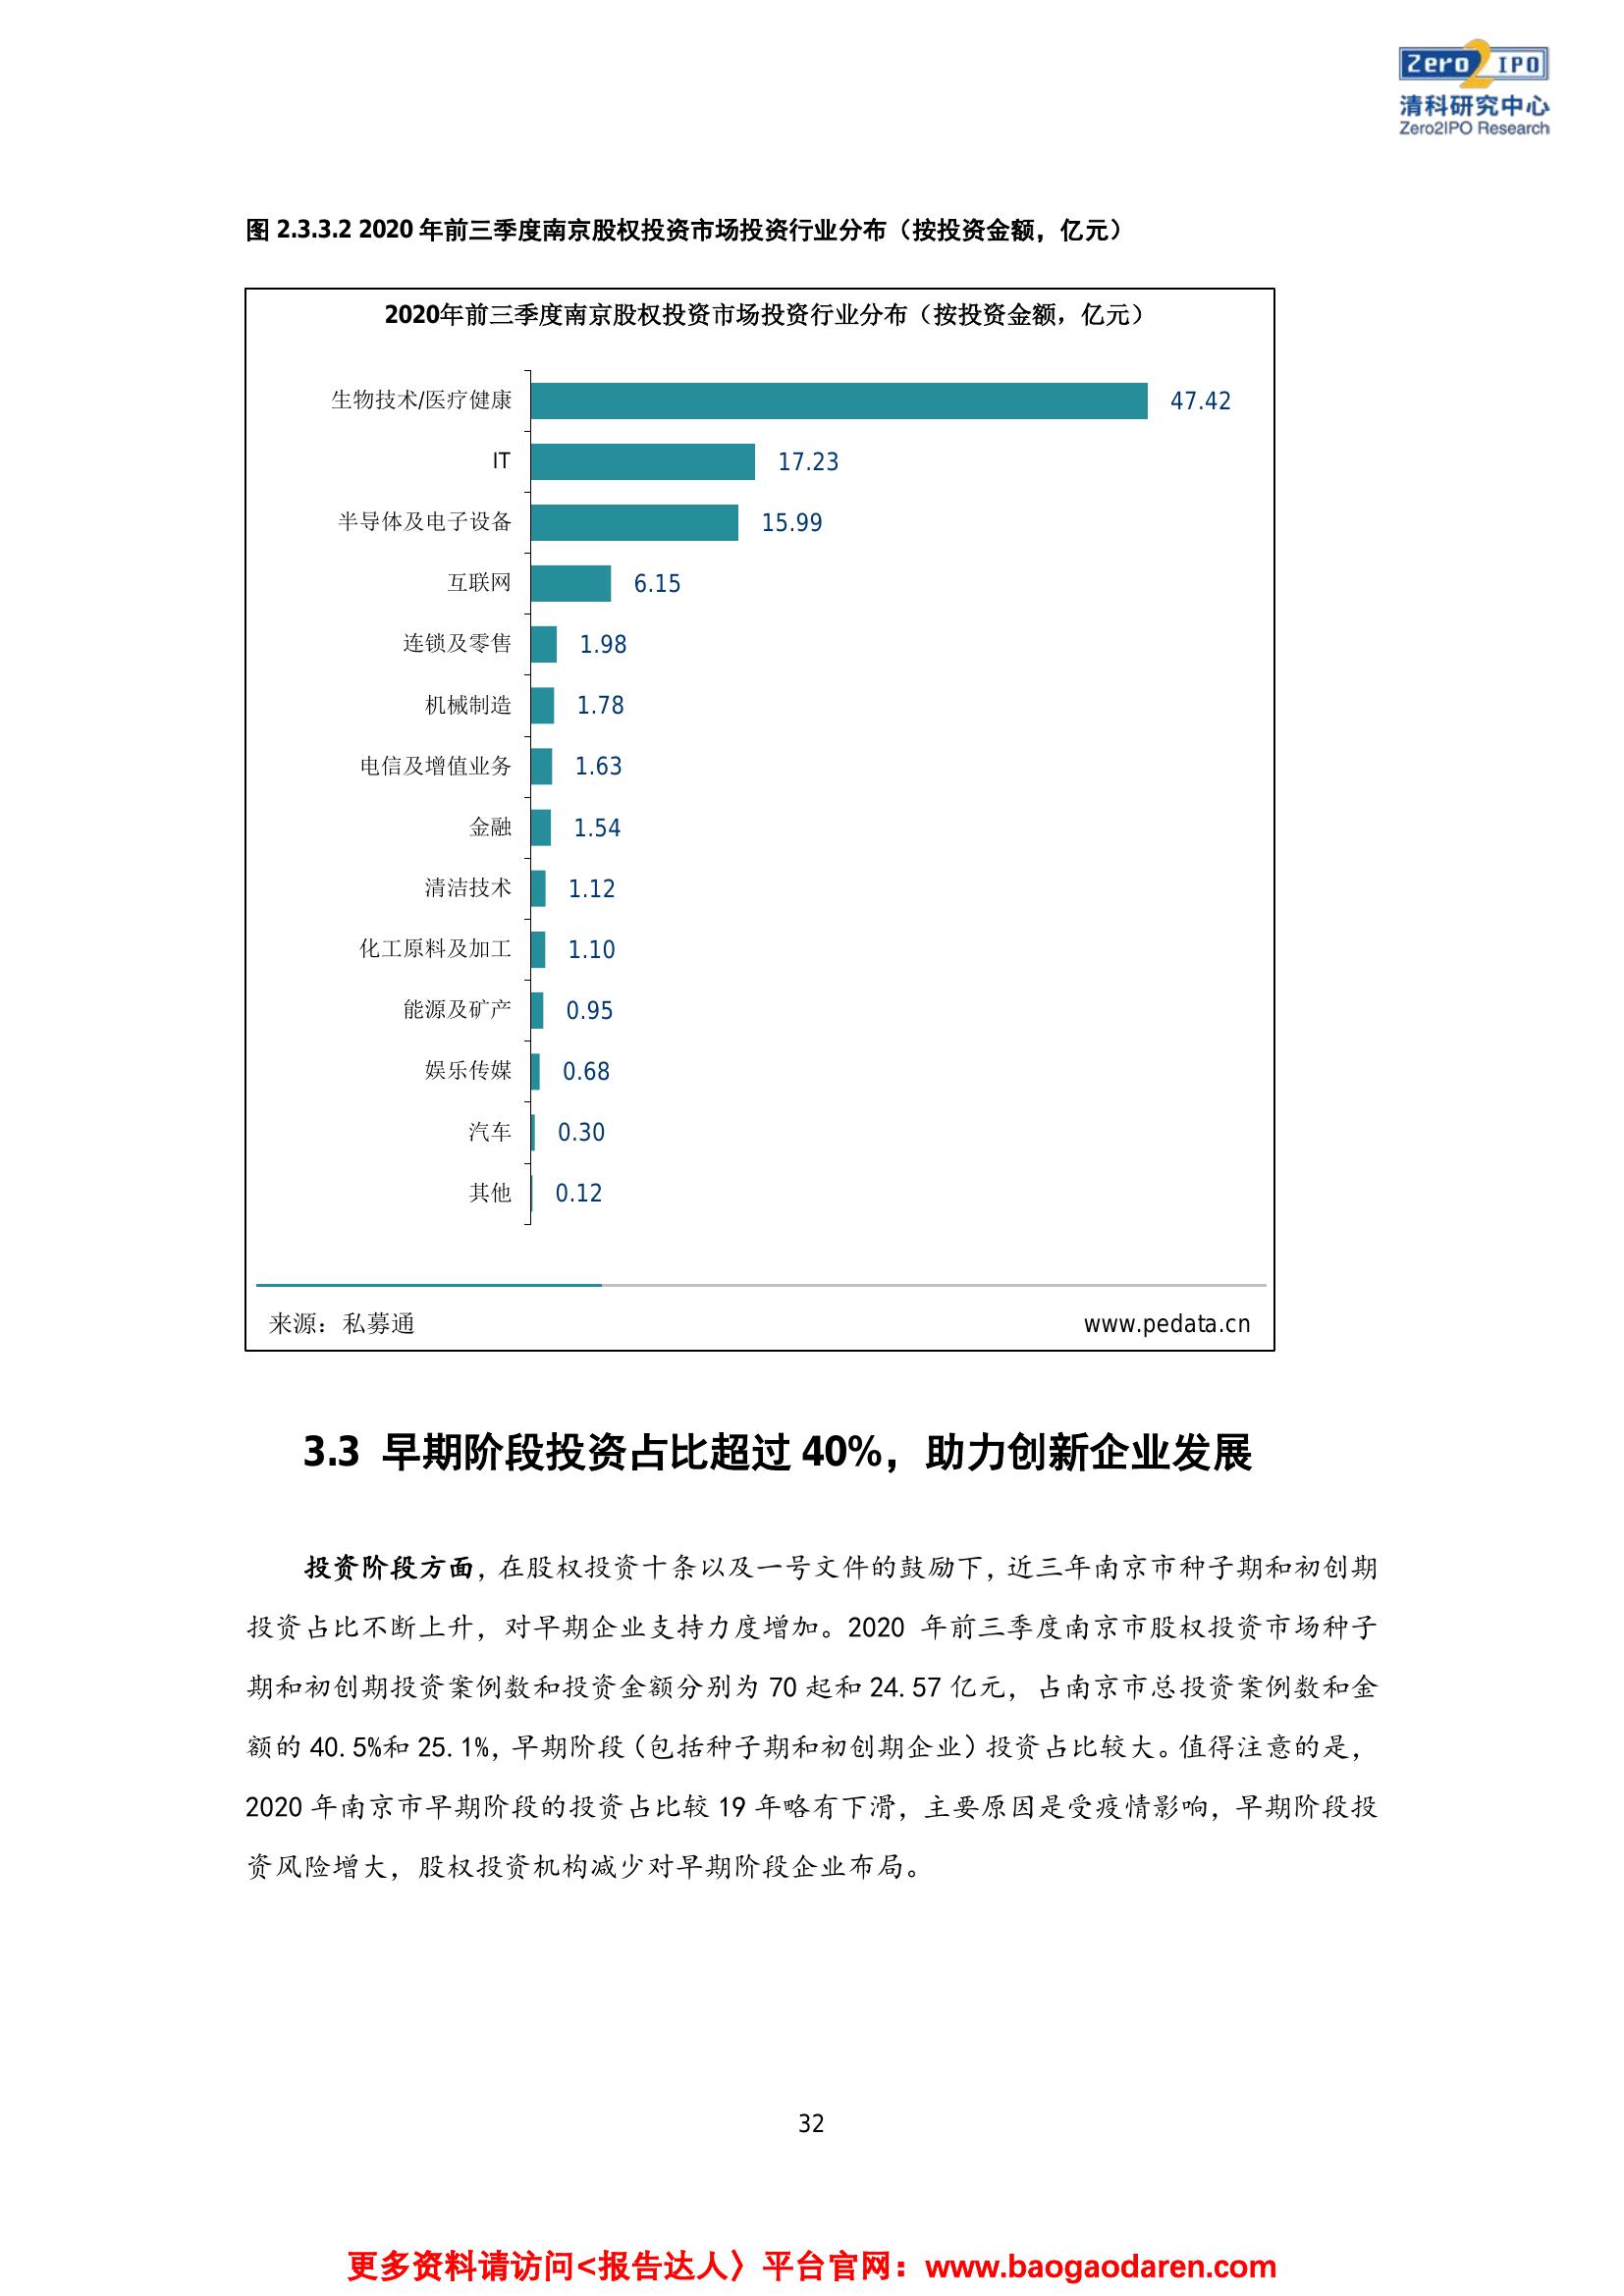 Zero2IPO
清科研究中心
Zero2IPO Research
图 2.3.3.2 2020 年前三季度南京股权投资市场投资行业分布（按投资金额，亿元）
2020年前三季度南京股权投资市场投资行业分布（按投资金额，亿元）
生物技术/医疗健康 47.42
IT 17.23
半导体及电子设备 15.99
互联网 6.15
连锁及零售 1.98
机械制造 1.78
电信及增值业务 1.63
金融 1.54
清洁技术 1.12
化工原料及加工 1.10
能源及矿产 0.95
娱乐传媒 0.68
汽车 0.30
其他 0.12
来源：私募通 www.pedata.cn
3.3 早期阶段投资占比超过 40%，助力创新企业发展
投资阶段方面，在股权投资十条以及一号文件的鼓励下，近三年南京市种子期和初创期
投资占比不断上升，对早期企业支持力度增加。2020 年前三季度南京市股权投资市场种子
期和初创期投资案例数和投资金额分别为 70 起和 24.57 亿元，占南京市总投资案例数和金
额的 40.5%和 25.1%，早期阶段（包括种子期和初创期企业）投资占比较大。值得注意的是，
2020 年南京市早期阶段的投资占比较 19 年略有下滑，主要原因是受疫情影响，早期阶段投
资风险增大，股权投资机构减少对早期阶段企业布局。
32
更多资料请访问<报告达人〉平台官网：www.baogaodaren.com